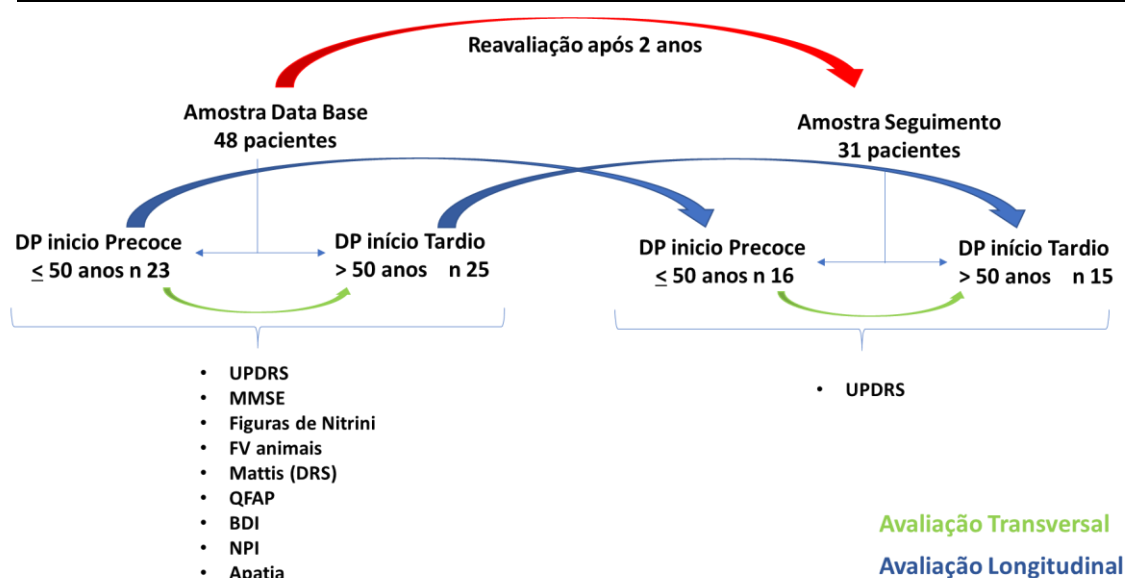 Reavaliação após 2 anos
Amostra Data Base
48 pacientes
Amostra Seguimento
31 pacientes
DP inicio Precoce
≤ 50 anos n 23
DP início Tardio
> 50 anos n 25
DP inicio Precoce
≤ 50 anos n 16
DP início Tardio
> 50 anos n 15
• UPDRS
• MMSE
• Figuras de Nitrini
• FV animais
• Mattis (DRS)
• QFAP
• BDI
• NPI
• Apatia
• UPDRS
Avaliação Transversal
Avaliação Longitudinal